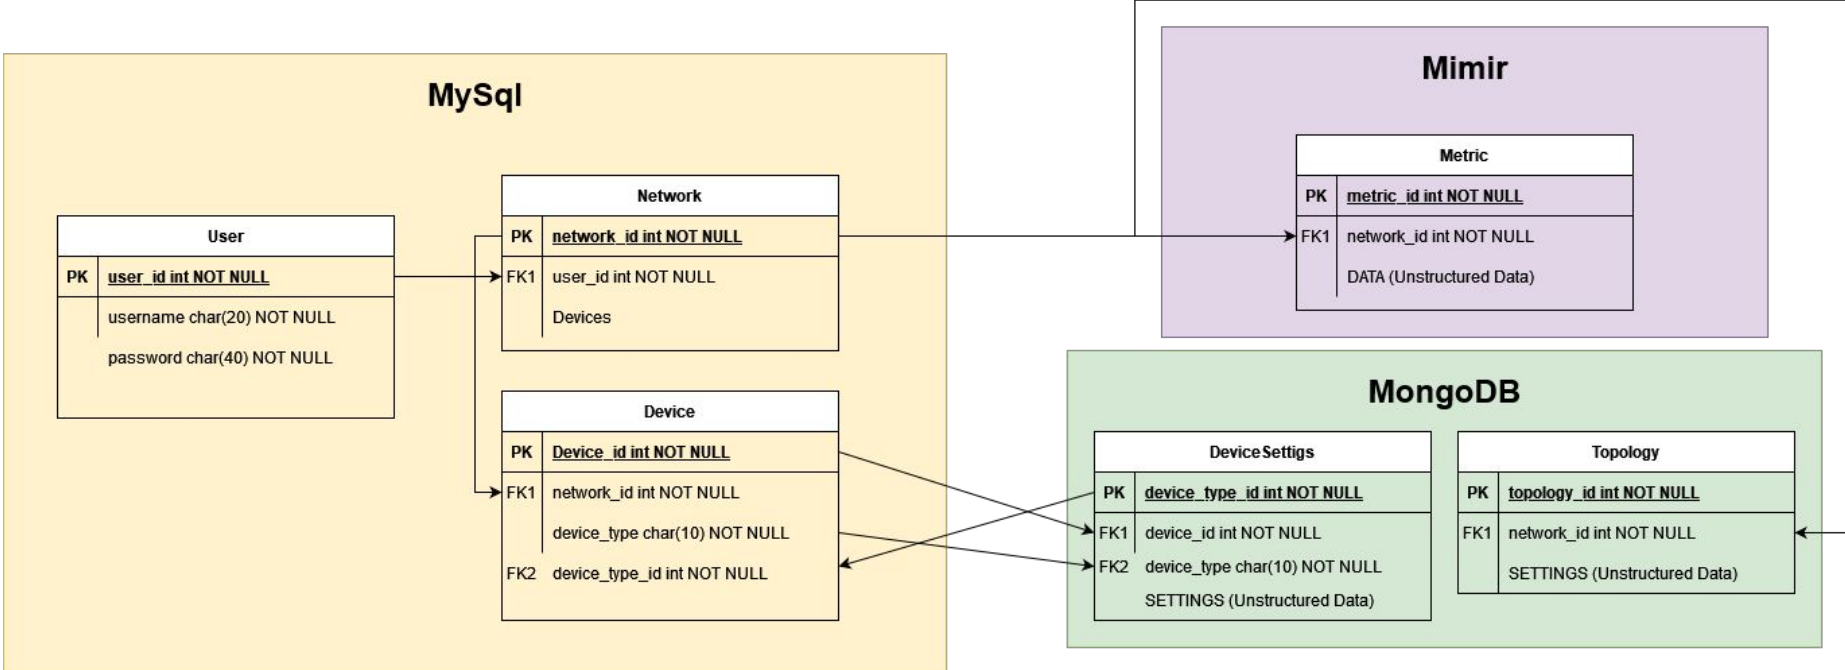 MySql
User
PK user_id int NOT NULL
username char(20) NOT NULL
password char(40) NOT NULL
Network
PK network_id int NOT NULL
FK1 user_id int NOT NULL
Devices
Device
PK Device_id int NOT NULL
FK1 network_id int NOT NULL
device_type char(10) NOT NULL
FK2 device_type_id int NOT NULL
Mimir
Metric
PK metric_id int NOT NULL
FK1 network_id int NOT NULL
DATA (Unstructured Data)
MongoDB
DeviceSettigs
PK device_type_id int NOT NULL
FK1 device_id int NOT NULL
FK2 device_type char(10) NOT NULL
SETTINGS (Unstructured Data)
Topology
PK topology_id int NOT NULL
FK1 network_id int NOT NULL
SETTINGS (Unstructured Data)